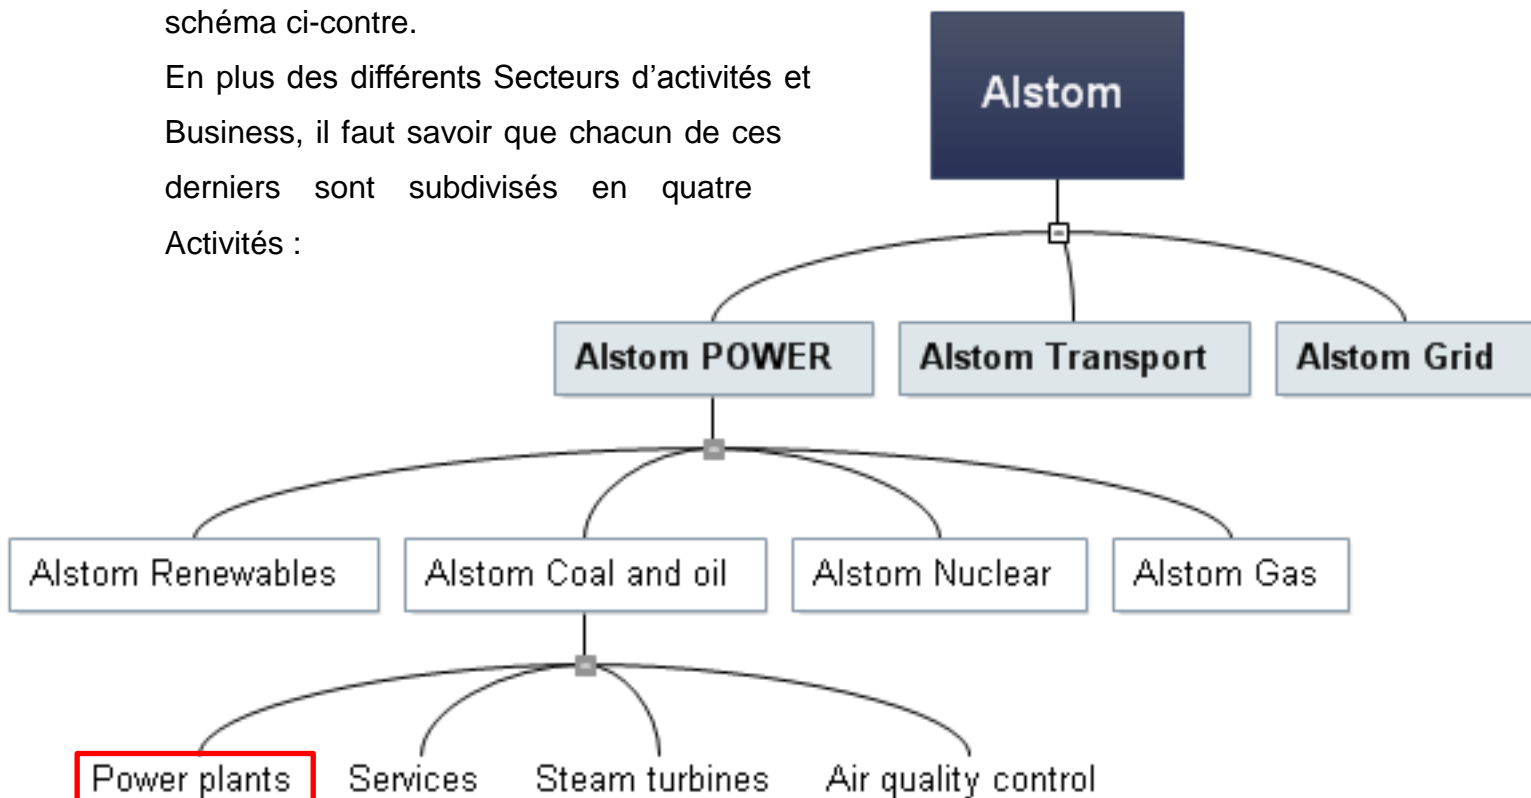 schéma ci-contre.
En plus des différents Secteurs d’activités et
Business, il faut savoir que chacun de ces
derniers sont subdivisés en quatre
Activités :
Alstom
Alstom POWER
Alstom Transport
Alstom Grid
Alstom Renewables
Alstom Coal and oil
Alstom Nuclear
Alstom Gas
Power plants
Services
Steam turbines
Air quality control